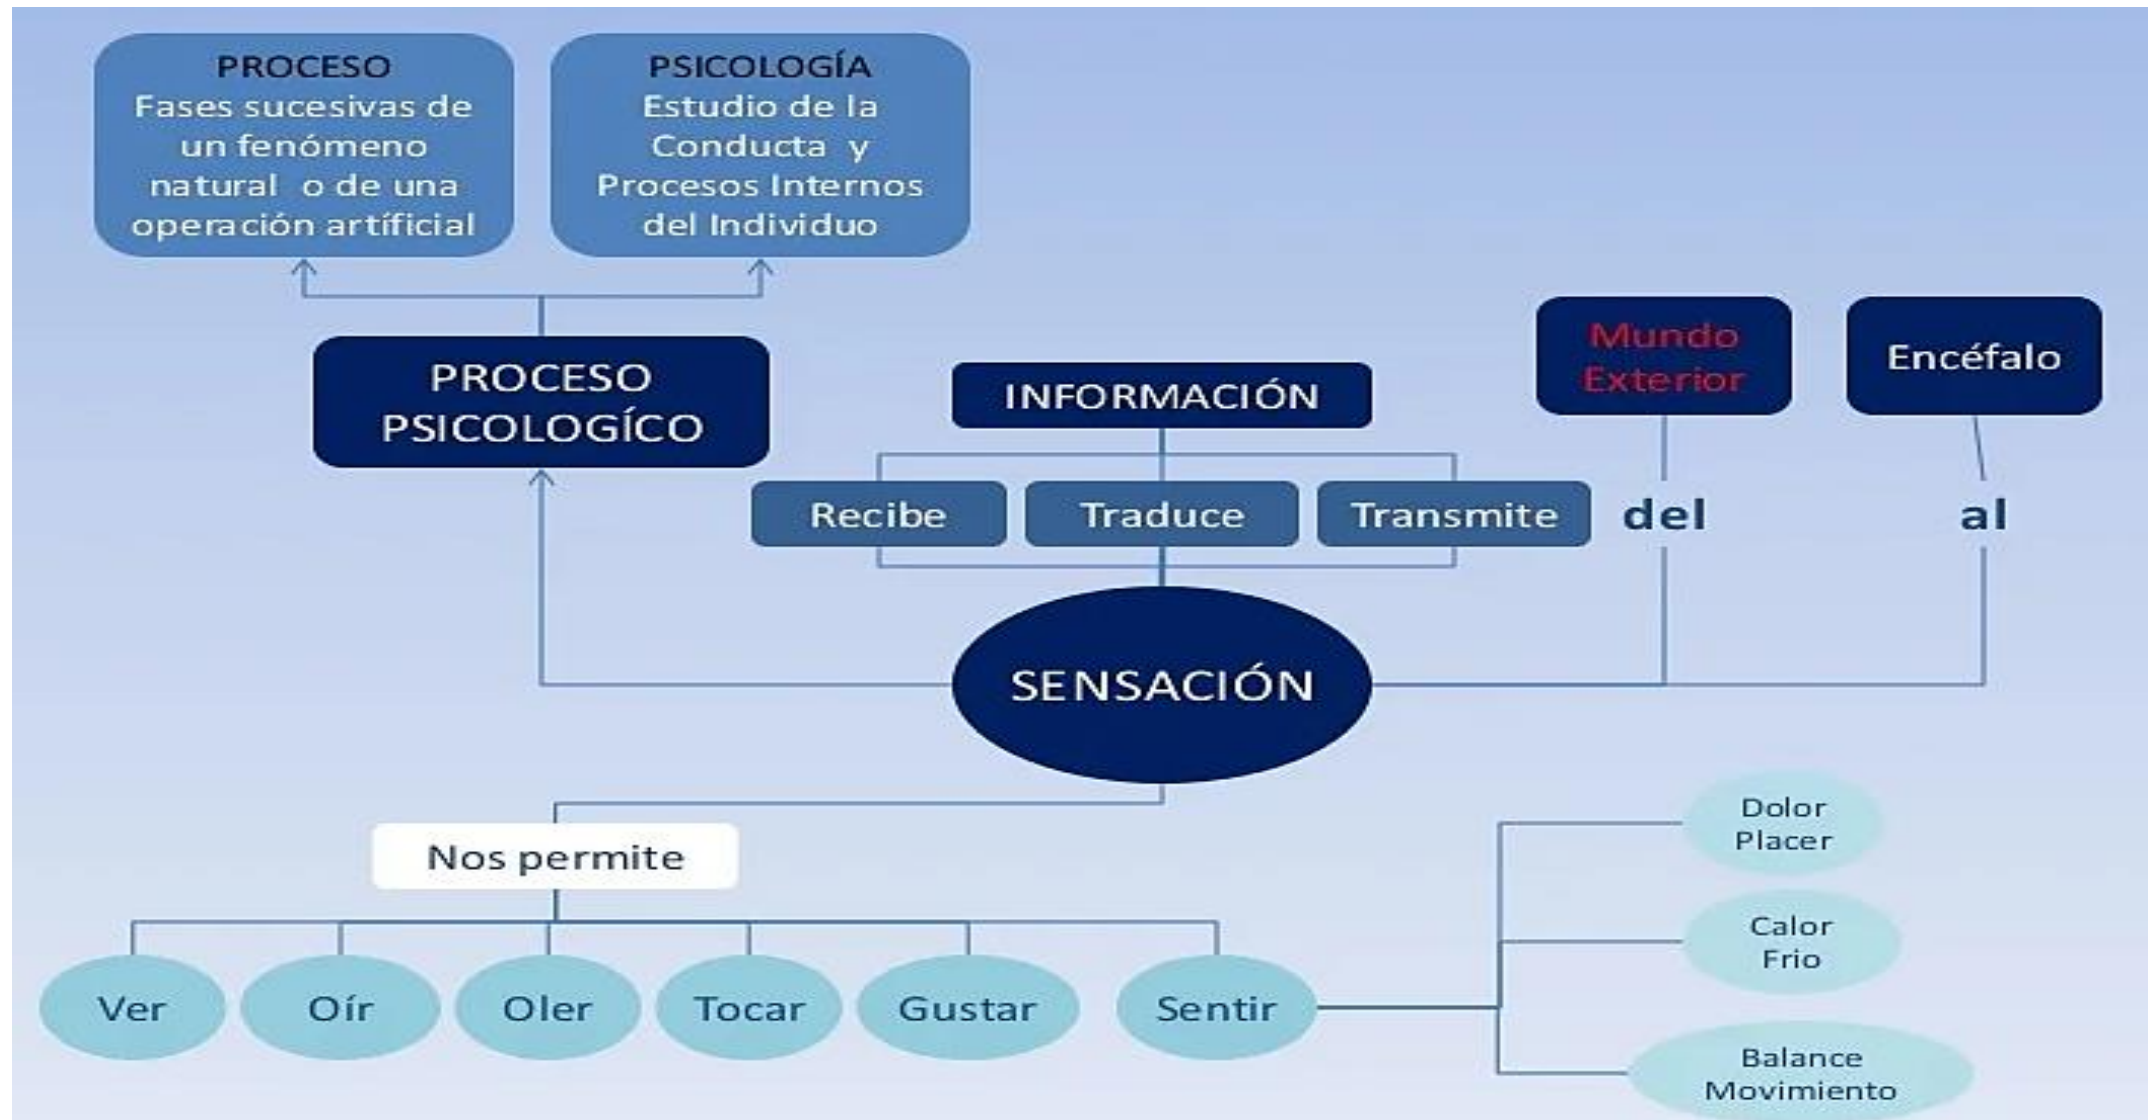 PROCESO
Fases sucesivas de
un fenómeno
natural o de una
operación artíficial
PSICOLOGÍA
Estudio de la
Conducta y
Procesos Internos
del Individuo
PROCESO
PSICOLOGÍCO
INFORMACIÓN
Mundo
Exterior
Encéfalo
Recibe
Traduce
Transmite
del
al
SENSACIÓN
Nos permite
Ver
Oír
Oler
Tocar
Gustar
Sentir
Dolor
Placer
Calor
Frio
Balance
Movimiento